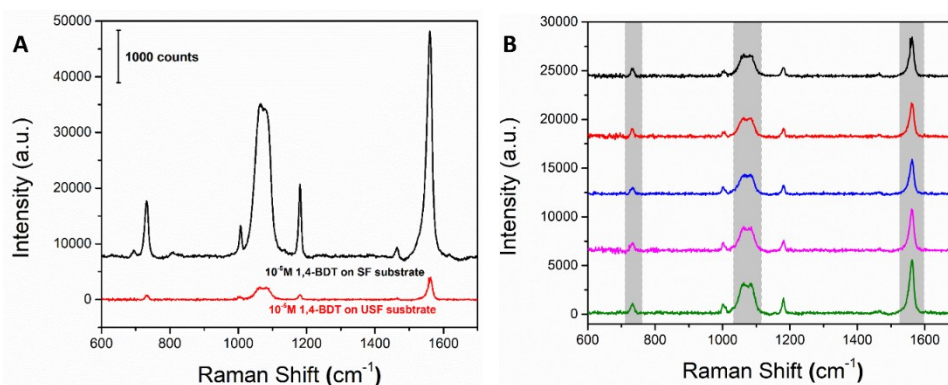 A
50000
1000 counts
40000
30000
20000
10000
0
Intensity (a.u.)
10⁻⁵M 1,4-BDT on SF substrate
10⁻⁵M 1,4-BDT on USF susbtrate
600
800
1000
1200
1400
1600
Raman Shift (cm⁻¹)
B
30000
25000
20000
15000
10000
5000
0
Intensity (a.u.)
600
800
1000
1200
1400
1600
Raman Shift (cm⁻¹)